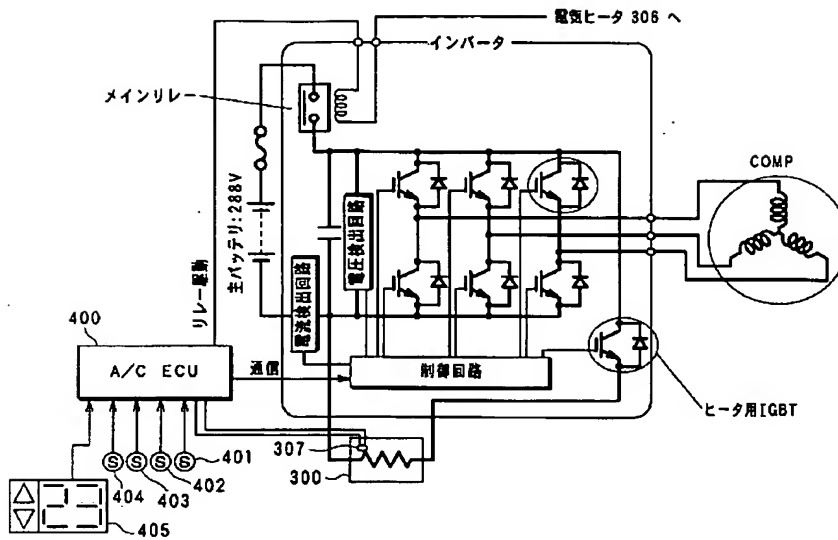 電気ヒータ 306 へ
インバータ
メインリレー
COMP
主バッテリ:288V
電圧検出回路
リレー駆動
電流検出回路
400
A/C ECU
通信
制御回路
ヒータ用IGBT
307
300
S S S S
401
402
403
404
23
405